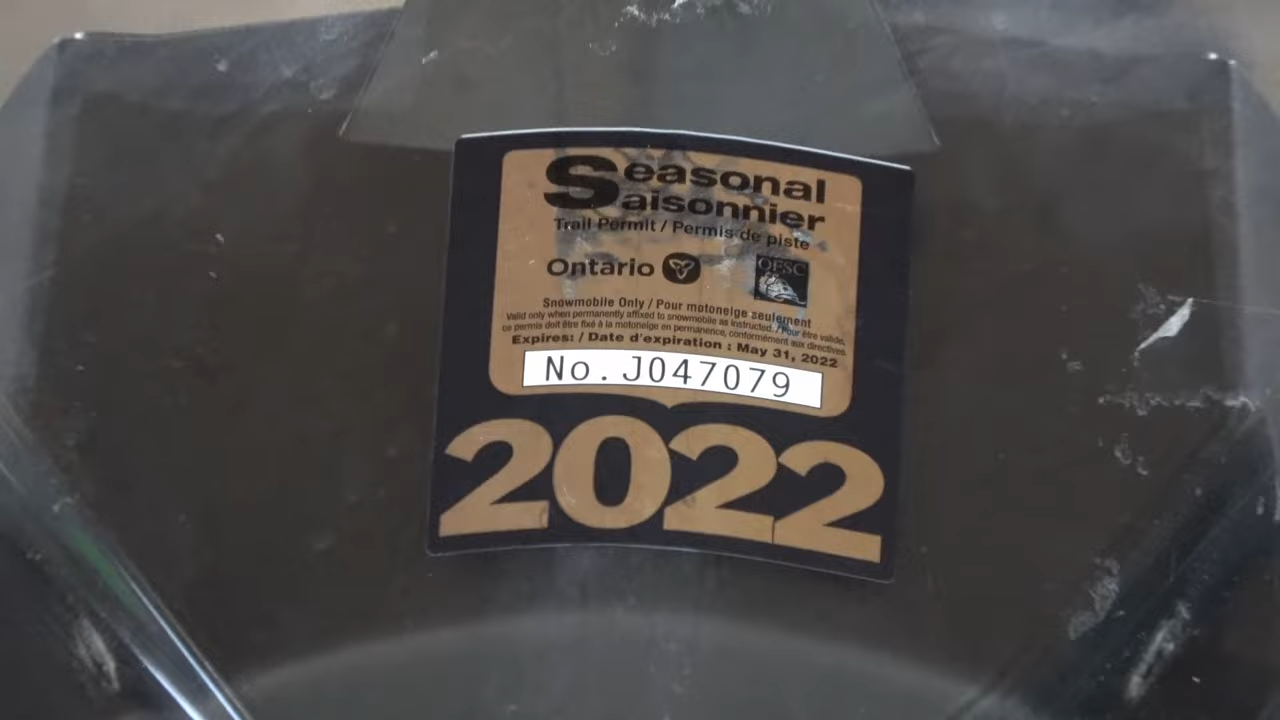 Seasonal
Saisonnier
Trail Permit / Permis de piste
Ontario OFSC
Snowmobile Only / Pour motoneige seulement
Valid only when permanently affixed to snowmobile as instructed. / Pour être valide,
ce permis doit être fixé à la motoneige en permanence, conformément aux directives.
Expires: / Date d'expiration : May 31, 2022
No. J047079
2022